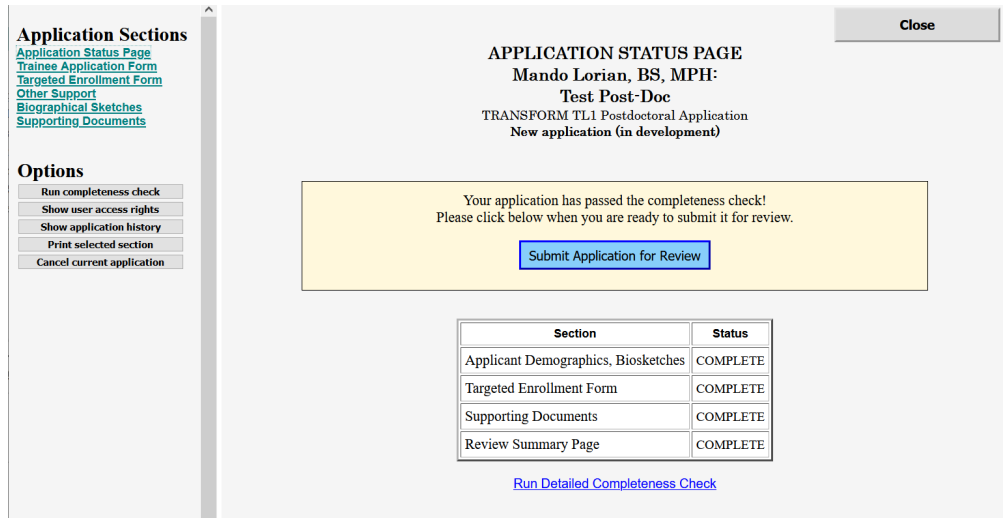 Application Sections
Application Status Page
Trainee Application Form
Targeted Enrollment Form
Other Support
Biographical Sketches
Supporting Documents
Options
Run completeness check
Show user access rights
Show application history
Print selected section
Cancel current application
Close
APPLICATION STATUS PAGE
Mando Lorian, BS, MPH:
Test Post-Doc
TRANSFORM TL1 Postdoctoral Application
New application (in development)
Your application has passed the completeness check!
Please click below when you are ready to submit it for review.
Submit Application for Review
Section Status
Applicant Demographics, Biosketches COMPLETE
Targeted Enrollment Form COMPLETE
Supporting Documents COMPLETE
Review Summary Page COMPLETE
Run Detailed Completeness Check